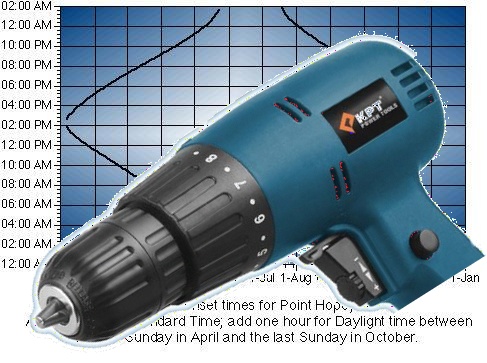 02:00 AM
12:00 AM
10:00 PM
08:00 PM
06:00 PM
04:00 PM
02:00 PM
12:00 PM
10:00 AM
08:00 AM
06:00 AM
04:00 AM
02:00 AM
12:00
KPT
POWER TOOLS
8
7
6
5
-Jul 1-Aug 1-Jan
nset times for Point Hope,
ndard Time; add one hour for Daylight time between
Sunday in April and the last Sunday in October.